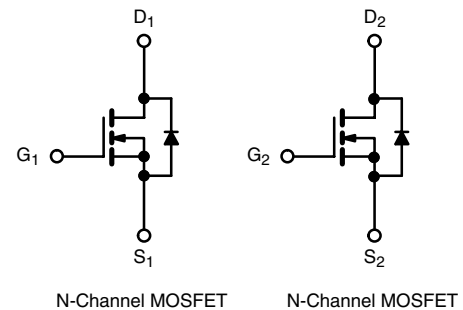 D1 D2
G1 G2
S1 S2
N-Channel MOSFET N-Channel MOSFET